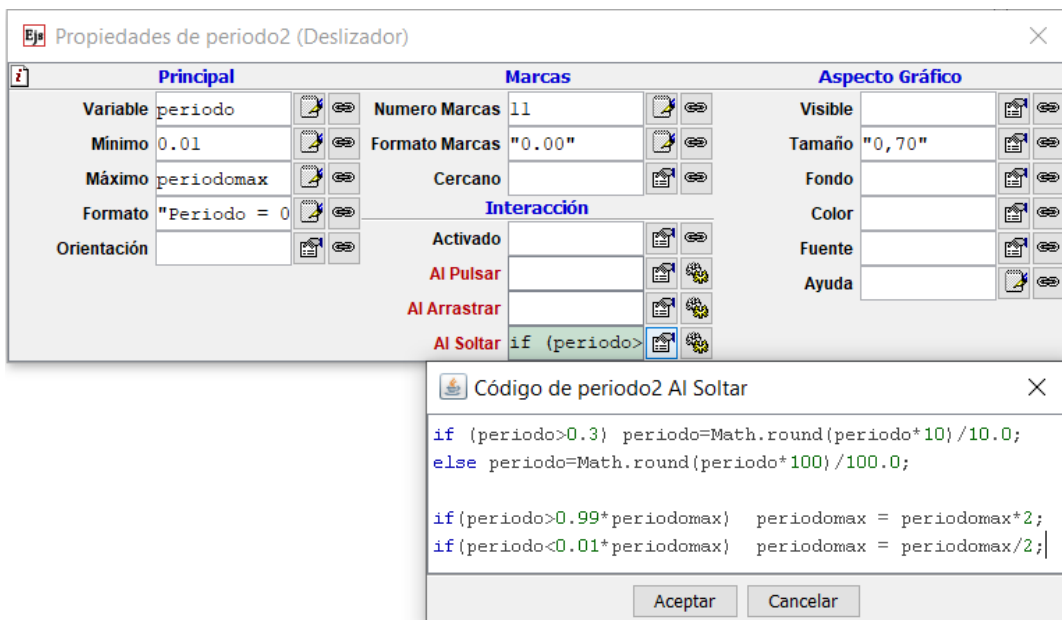 Ejs Propiedades de periodo2 (Deslizador)
i Principal Marcas Aspecto Gráfico
Variable periodo Numero Marcas 11 Visible
Mínimo 0.01 Formato Marcas "0.00" Tamaño "0,70"
Máximo periodomax Cercano Fondo
Formato "Periodo = 0 Interacción Color
Orientación Activado Fuente
Al Pulsar Ayuda
Al Arrastrar
Al Soltar if (periodo>
Código de periodo2 Al Soltar
if (periodo>0.3) periodo=Math.round(periodo*10)/10.0;
else periodo=Math.round(periodo*100)/100.0;
if(periodo>0.99*periodomax) periodomax = periodomax*2;
if(periodo<0.01*periodomax) periodomax = periodomax/2;
Aceptar Cancelar